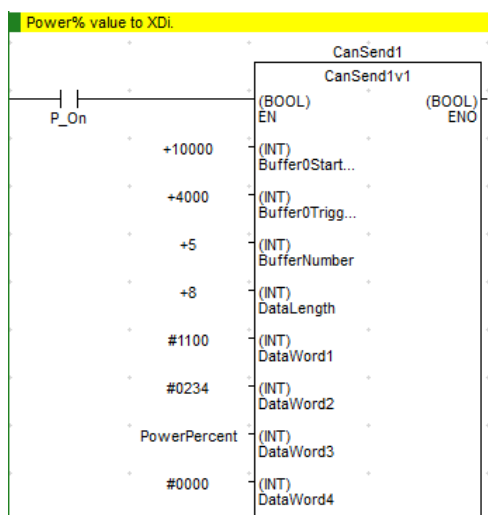 Power% value to XDi.
CanSend1
CanSend1v1
(BOOL) (BOOL)
P_On EN ENO
+10000 (INT)
Buffer0Start...
+4000 (INT)
Buffer0Trigg...
+5 (INT)
BufferNumber
+8 (INT)
DataLength
#1100 (INT)
DataWord1
#0234 (INT)
DataWord2
PowerPercent (INT)
DataWord3
#0000 (INT)
DataWord4